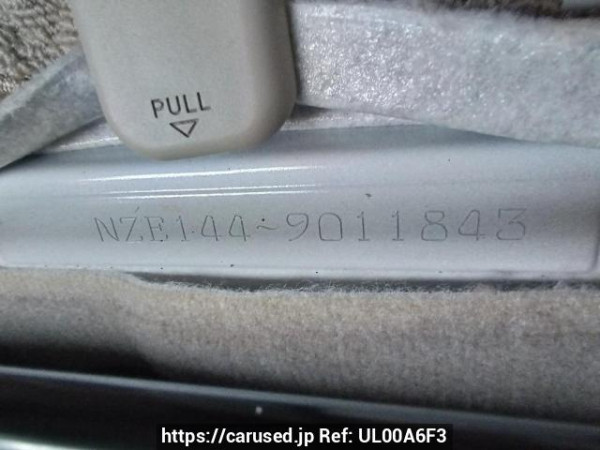 PULL
NZE144-9011843
https://carused.jp Ref: UL00A6F3